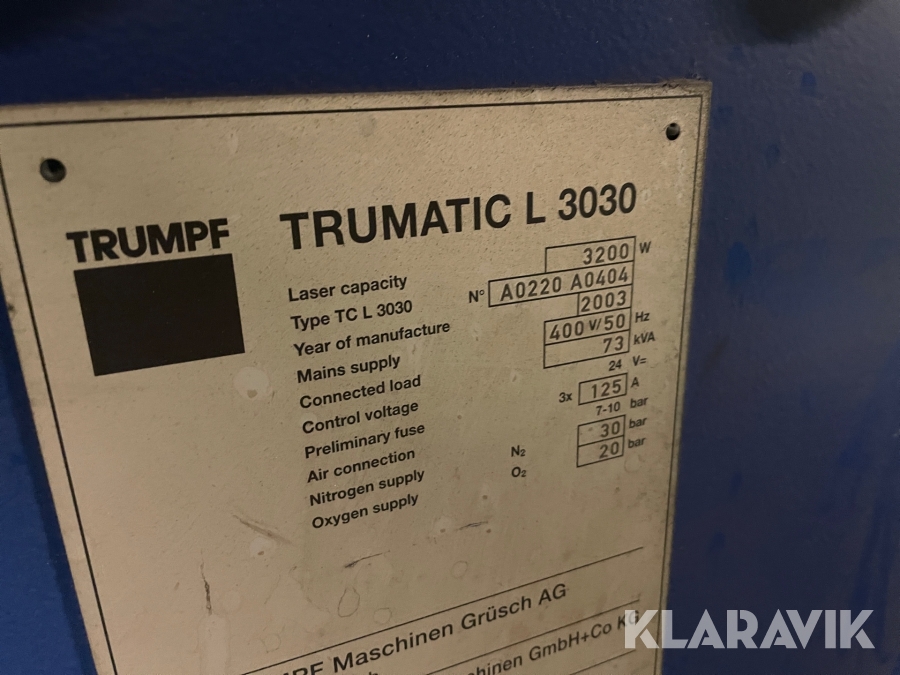 TRUMPF
TRUMATIC L 3030
Laser capacity 3200 W
Type TC L 3030 N° A0220 A0404
Year of manufacture 2003
Mains supply 400 V/50 Hz
Connected load 73 kVA
Control voltage 24 V=
Preliminary fuse 3x 125 A
Air connection 7-10 bar
Nitrogen supply N₂ 30 bar
Oxygen supply O₂ 20 bar
Maschinen Grüsch AG
GmbH+Co KG
KLARAVIK